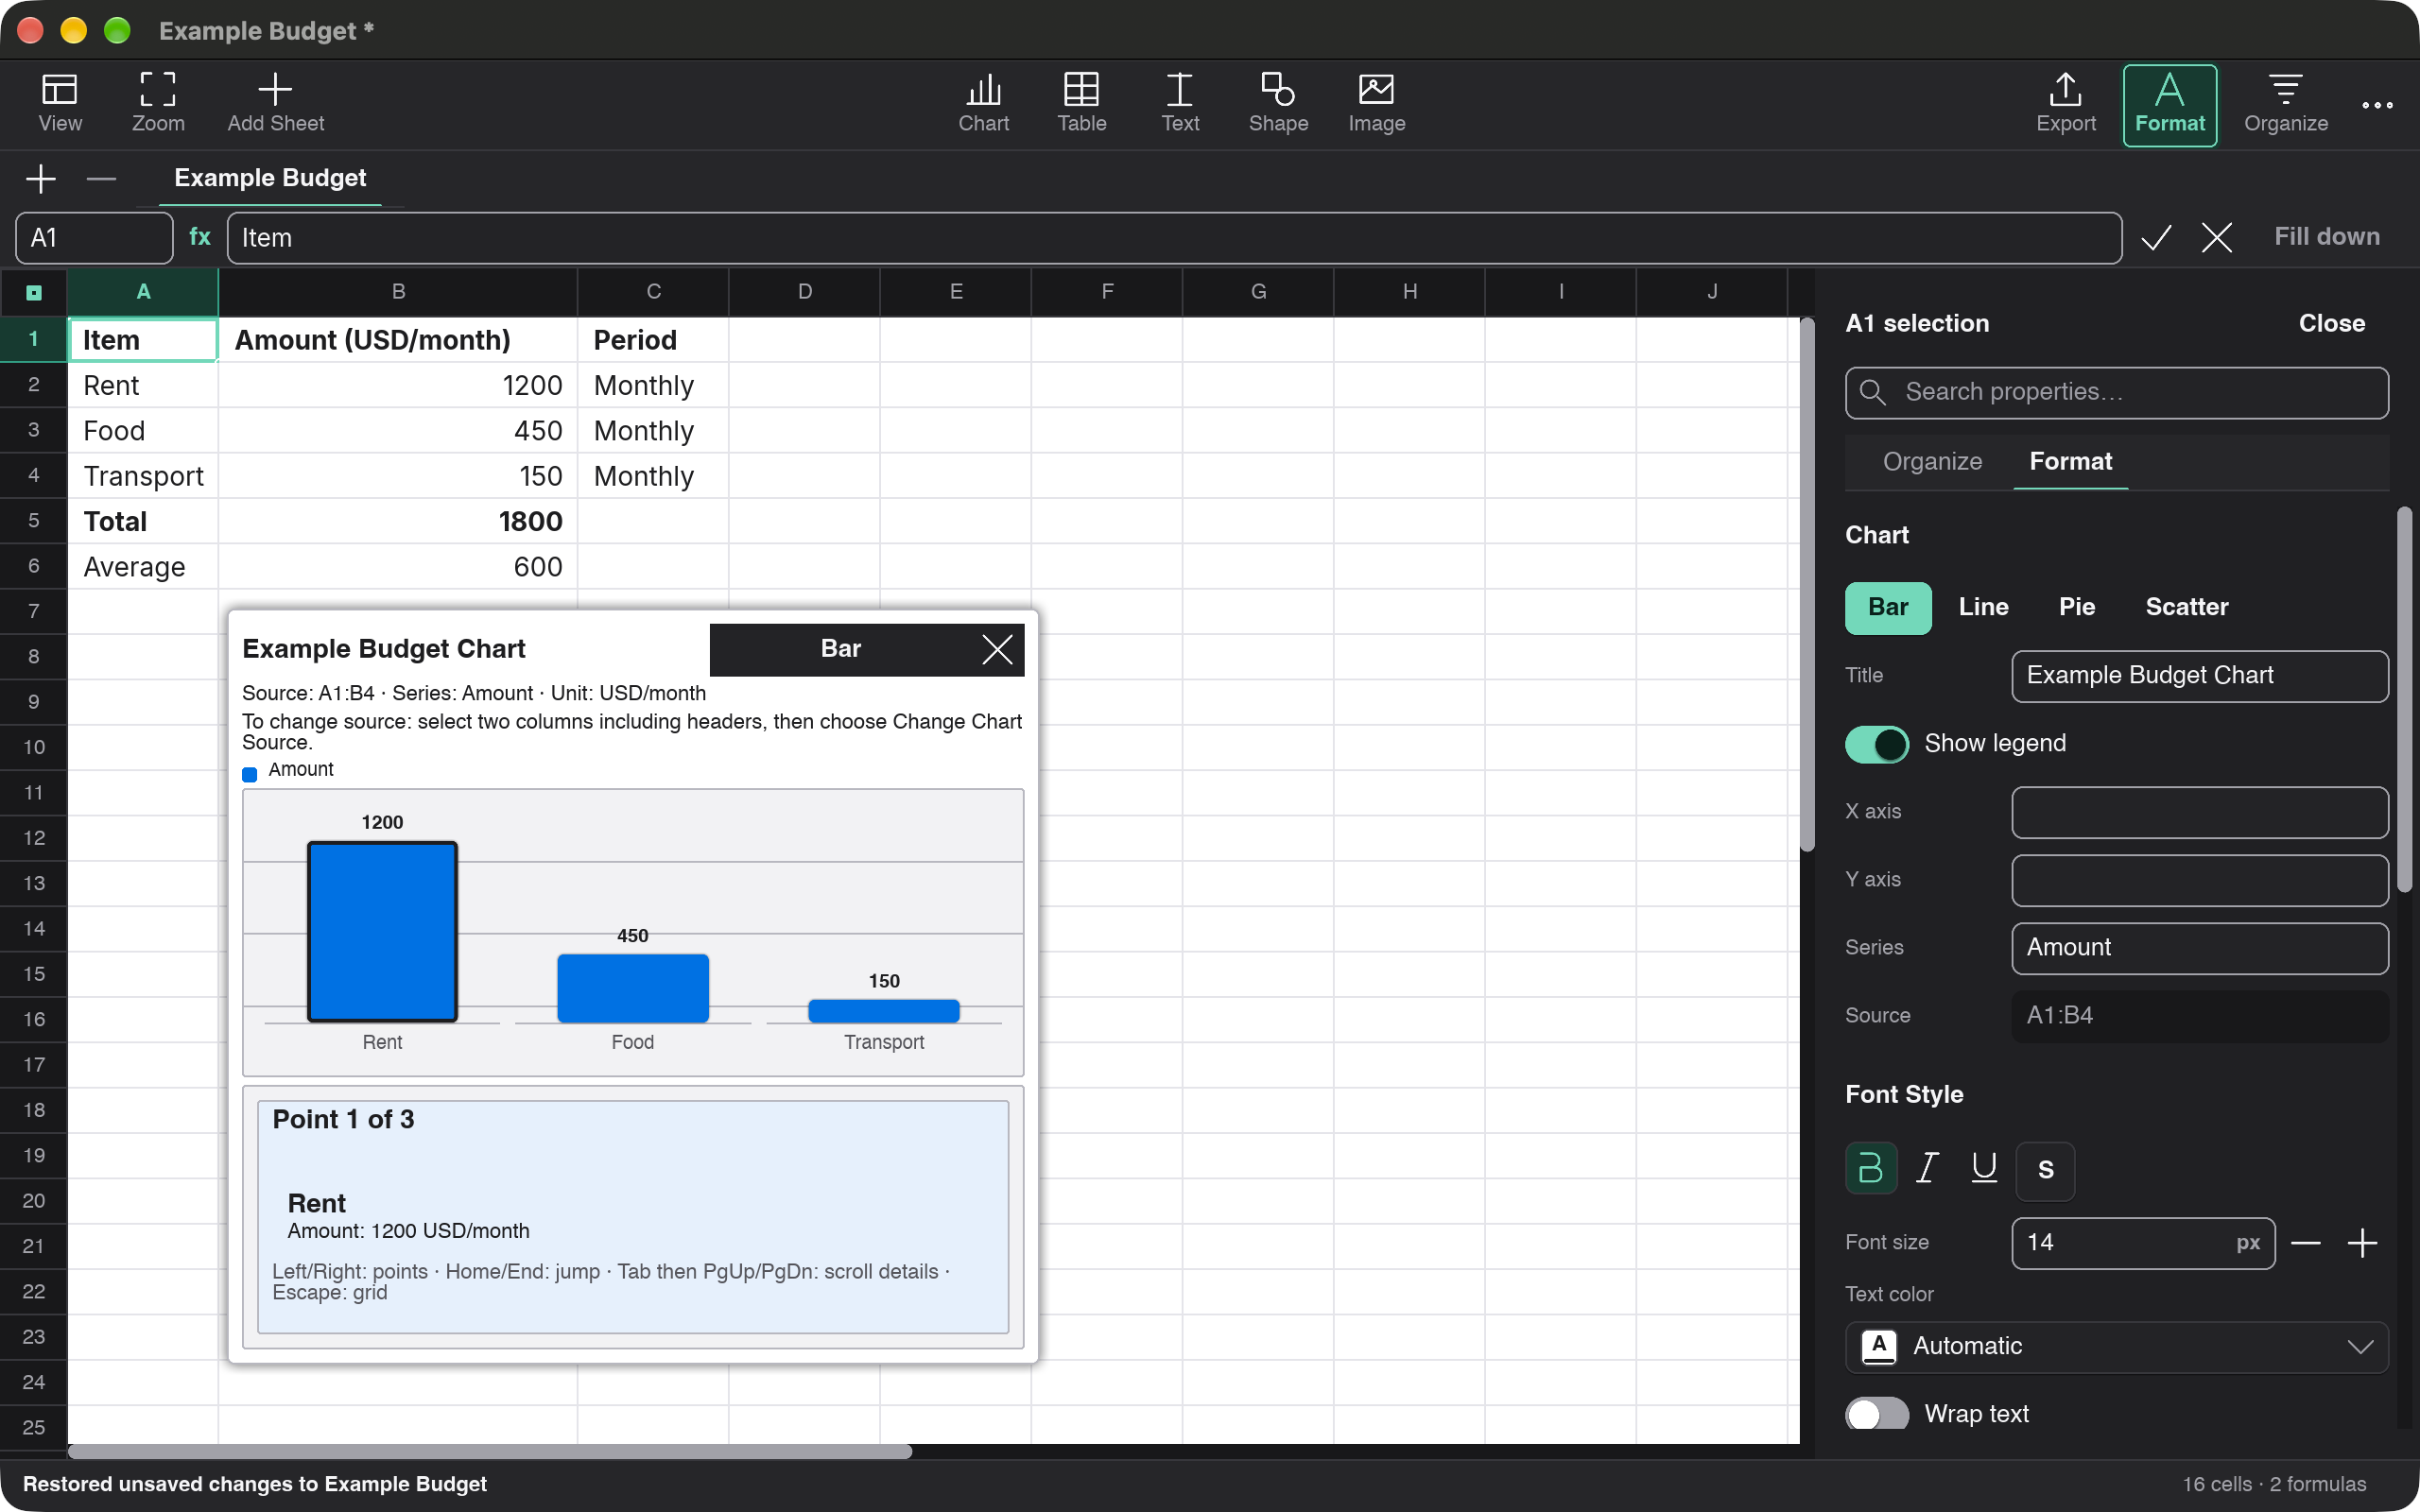 Example Budget *
View Zoom Add Sheet Chart Table Text Shape Image Export Format Organize
Example Budget
A1 fx Item Fill down
A B C D E F G H I J
1 Item Amount (USD/month) Period
2 Rent 1200 Monthly
3 Food 450 Monthly
4 Transport 150 Monthly
5 Total 1800
6 Average 600
7
8
9
10
11
12
13
14
15
16
17
18
19
20
21
22
23
24
25
Example Budget Chart Bar
Source: A1:B4 · Series: Amount · Unit: USD/month
To change source: select two columns including headers, then choose Change Chart
Source.
Amount
1200
450
150
Rent Food Transport
Point 1 of 3
Rent
Amount: 1200 USD/month
Left/Right: points · Home/End: jump · Tab then PgUp/PgDn: scroll details ·
Escape: grid
A1 selection Close
Search properties…
Organize Format
Chart
Bar Line Pie Scatter
Title Example Budget Chart
Show legend
X axis
Y axis
Series Amount
Source A1:B4
Font Style
B I U S
Font size 14 px
Text color
A Automatic
Wrap text
Restored unsaved changes to Example Budget 16 cells · 2 formulas